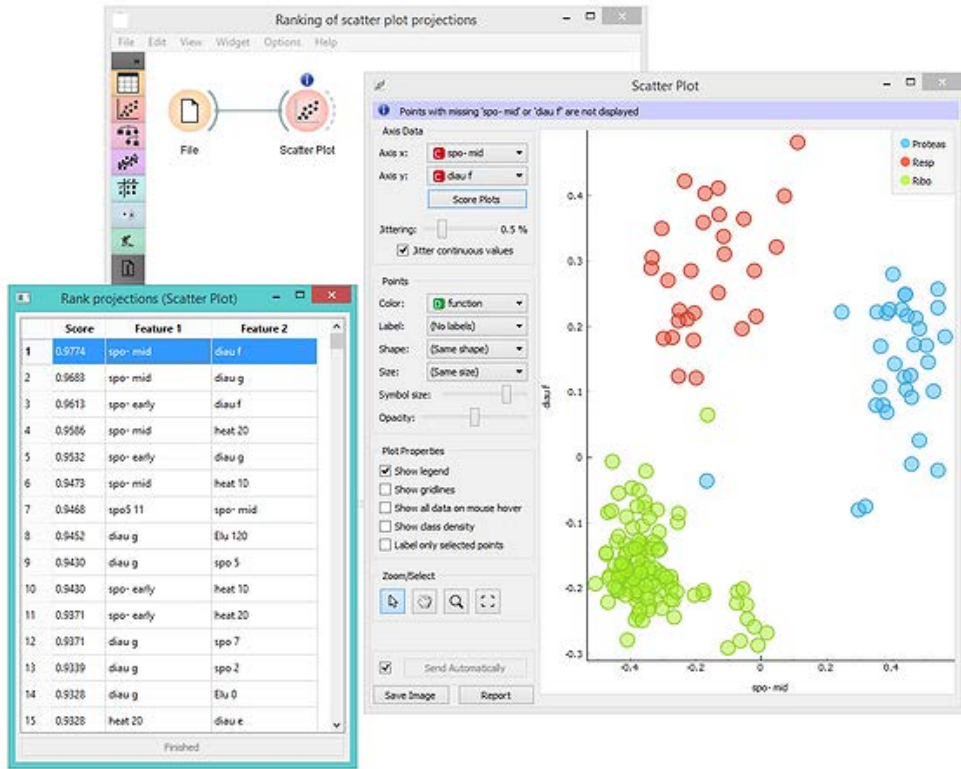 Ranking of scatter plot projections
File Edit View Widget Options Help
File
Scatter Plot
Scatter Plot
Points with missing 'spo- mid' or 'diau f' are not displayed
Axis Data
Axis x: C spo- mid
Axis y: C diau f
Score Plots
Jittering: 0.5 %
Jitter continuous values
Points
Color: D function
Label: (No labels)
Shape: (Same shape)
Size: (Same size)
Symbol size:
Opacity:
Plot Properties
Show legend
Show gridlines
Show all data on mouse hover
Show class density
Label only selected points
Zoom/Select
Send Automatically
Save Image Report
Proteas
Resp
Ribo
diau f
0.4
0.3
0.2
0.1
0
-0.1
-0.2
-0.3
-0.4 -0.2 0 0.2 0.4
spo- mid
Rank projections (Scatter Plot)
Score Feature 1 Feature 2
1 0.9774 spo- mid diau f
2 0.9683 spo- mid diau g
3 0.9613 spo- early diau f
4 0.9586 spo- mid heat 20
5 0.9532 spo- early diau g
6 0.9473 spo- mid heat 10
7 0.9468 spo5 11 spo- mid
8 0.9452 diau g Elu 120
9 0.9430 diau g spo 5
10 0.9430 spo- early heat 10
11 0.9371 spo- early heat 20
12 0.9371 diau g spo 7
13 0.9339 diau g spo 2
14 0.9328 diau g Elu 0
15 0.9328 heat 20 diau e
Finished